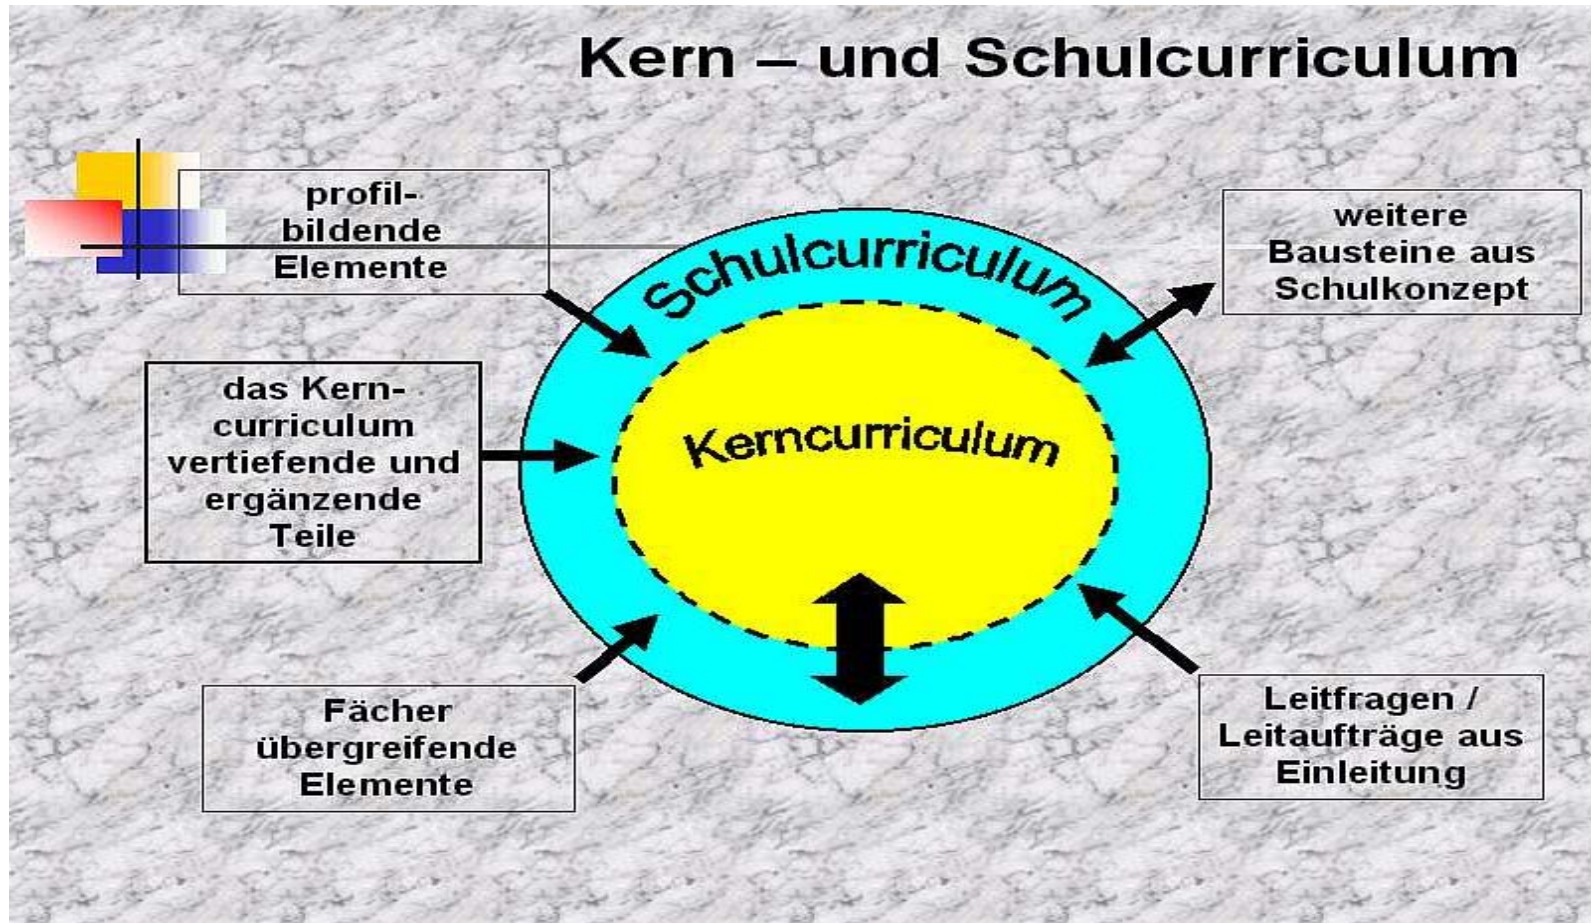 Kern – und Schulcurriculum
profil-
bildende
Elemente
weitere
Bausteine aus
Schulkonzept
Schulcurriculum
das Kern-
curriculum
vertiefende und
ergänzende
Teile
Kerncurriculum
Fächer
übergreifende
Elemente
Leitfragen /
Leitaufträge aus
Einleitung